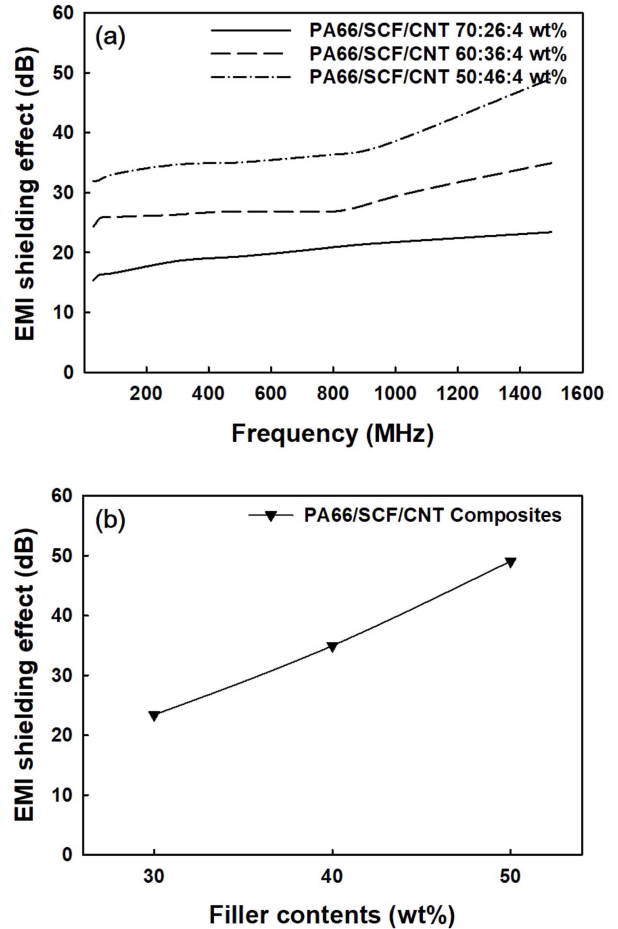 (a)
PA66/SCF/CNT 70:26:4 wt%
PA66/SCF/CNT 60:36:4 wt%
PA66/SCF/CNT 50:46:4 wt%
EMI shielding effect (dB)
60
50
40
30
20
10
0
200 400 600 800 1000 1200 1400 1600
Frequency (MHz)
(b)
PA66/SCF/CNT Composites
EMI shielding effect (dB)
60
50
40
30
20
10
0
30 40 50
Filler contents (wt%)